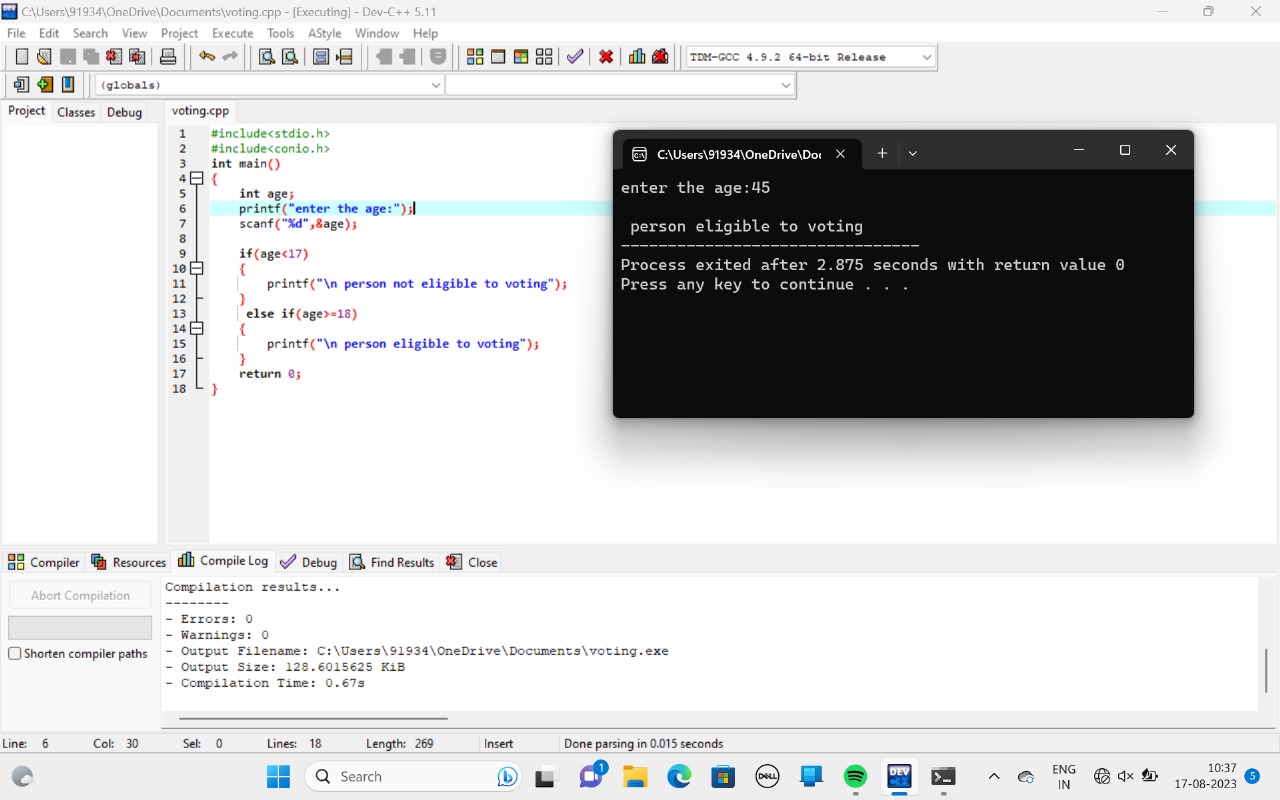 C:\Users\91934\OneDrive\Documents\voting.cpp - [Executing] - Dev-C++ 5.11
File Edit Search View Project Execute Tools AStyle Window Help
TDM-GCC 4.9.2 64-bit Release
(globals)
Project Classes Debug
voting.cpp
1 #include<stdio.h>
2 #include<conio.h>
3 int main()
4 {
5 int age;
6 printf("enter the age:");
7 scanf("%d",&age);
8
9 if(age<17)
10 {
11 printf("\n person not eligible to voting");
12 }
13 else if(age>=18)
14 {
15 printf("\n person eligible to voting");
16 }
17 return 0;
18 }
C:\Users\91934\OneDrive\Doc
enter the age:45
person eligible to voting
--------------------------------
Process exited after 2.875 seconds with return value 0
Press any key to continue . . .
Compiler Resources Compile Log Debug Find Results Close
Abort Compilation
Shorten compiler paths
Compilation results...
--------
- Errors: 0
- Warnings: 0
- Output Filename: C:\Users\91934\OneDrive\Documents\voting.exe
- Output Size: 128.6015625 KiB
- Compilation Time: 0.67s
Line: 6 Col: 30 Sel: 0 Lines: 18 Length: 269 Insert Done parsing in 0.015 seconds
Search
1
DELL
DEV
ENG
IN
10:37
17-08-2023
5